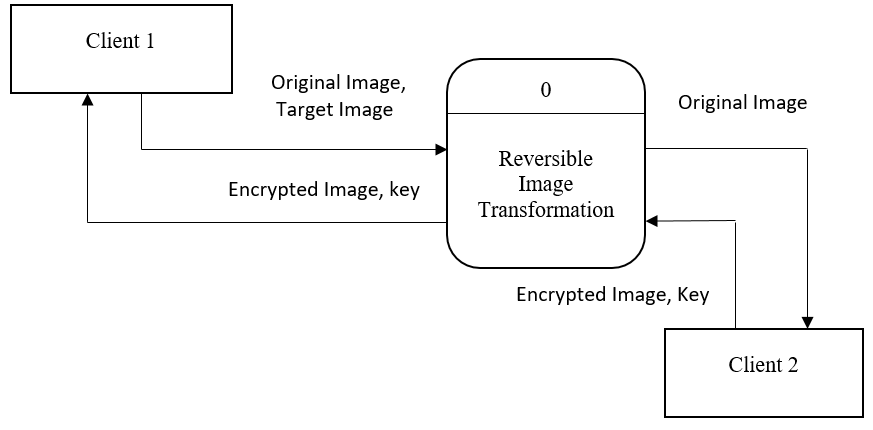 Client 1
Original Image,
Target Image
0
Original Image
Reversible
Image
Transformation
Encrypted Image, key
Encrypted Image, Key
Client 2